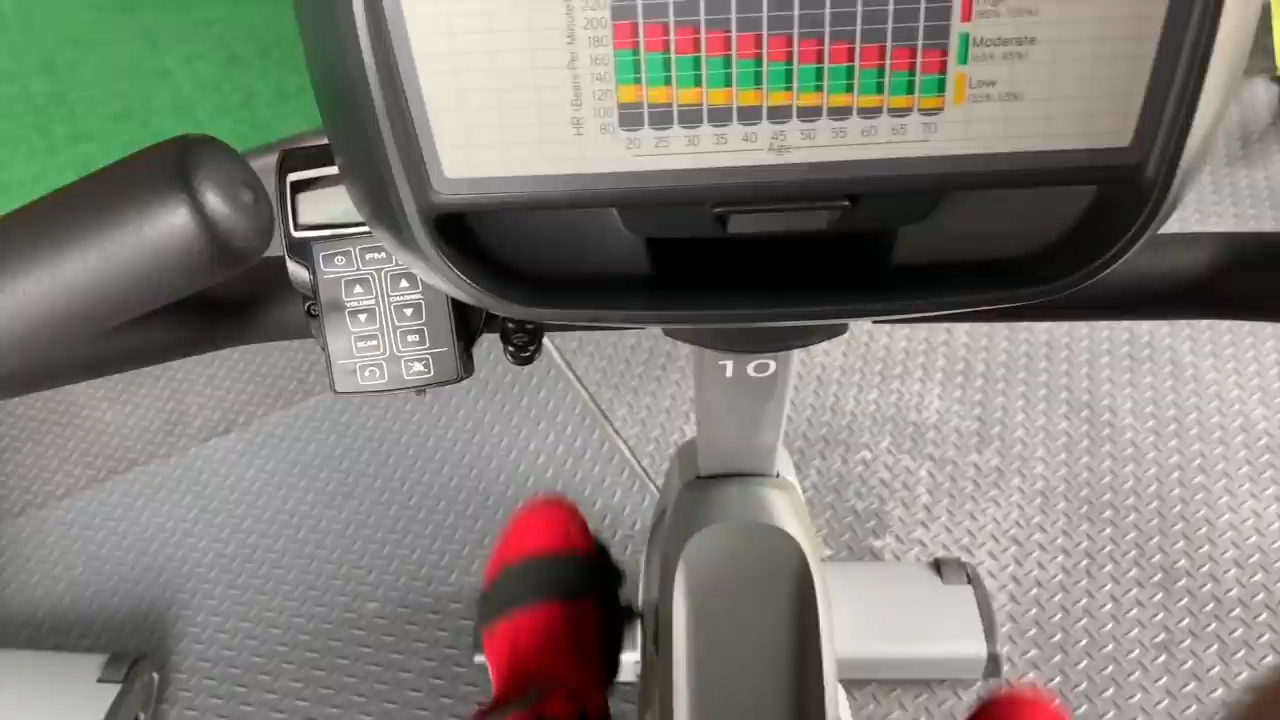 High
220
200
180
160
140
120
100
80
HR (Beats Per Minute)
20 25 30 35 40 45 50 55 60 65 70
Age
Moderate
Low
FM
VOLUME
CHANNEL
SCAN
EQ
10